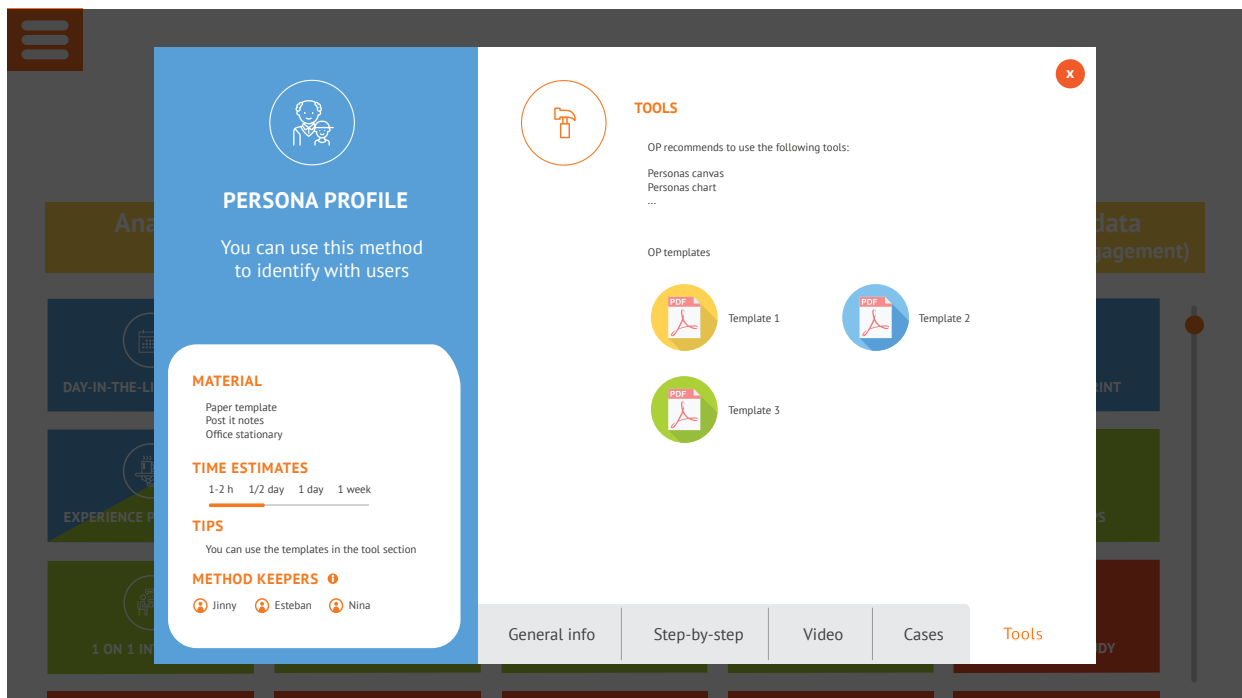 x
TOOLS
OP recommends to use the following tools:
Personas canvas
Personas chart
...
OP templates
PDF
Template 1
PDF
Template 2
PDF
Template 3
PERSONA PROFILE
You can use this method
to identify with users
MATERIAL
Paper template
Post it notes
Office stationary
TIME ESTIMATES
1-2 h 1/2 day 1 day 1 week
TIPS
You can use the templates in the tool section
METHOD KEEPERS i
Jinny Esteban Nina
General info Step-by-step Video Cases Tools
Ana
data
gagement)
DAY-IN-THE-LI
INT
EXPERIENCE P
S
1 ON 1 IN
DY